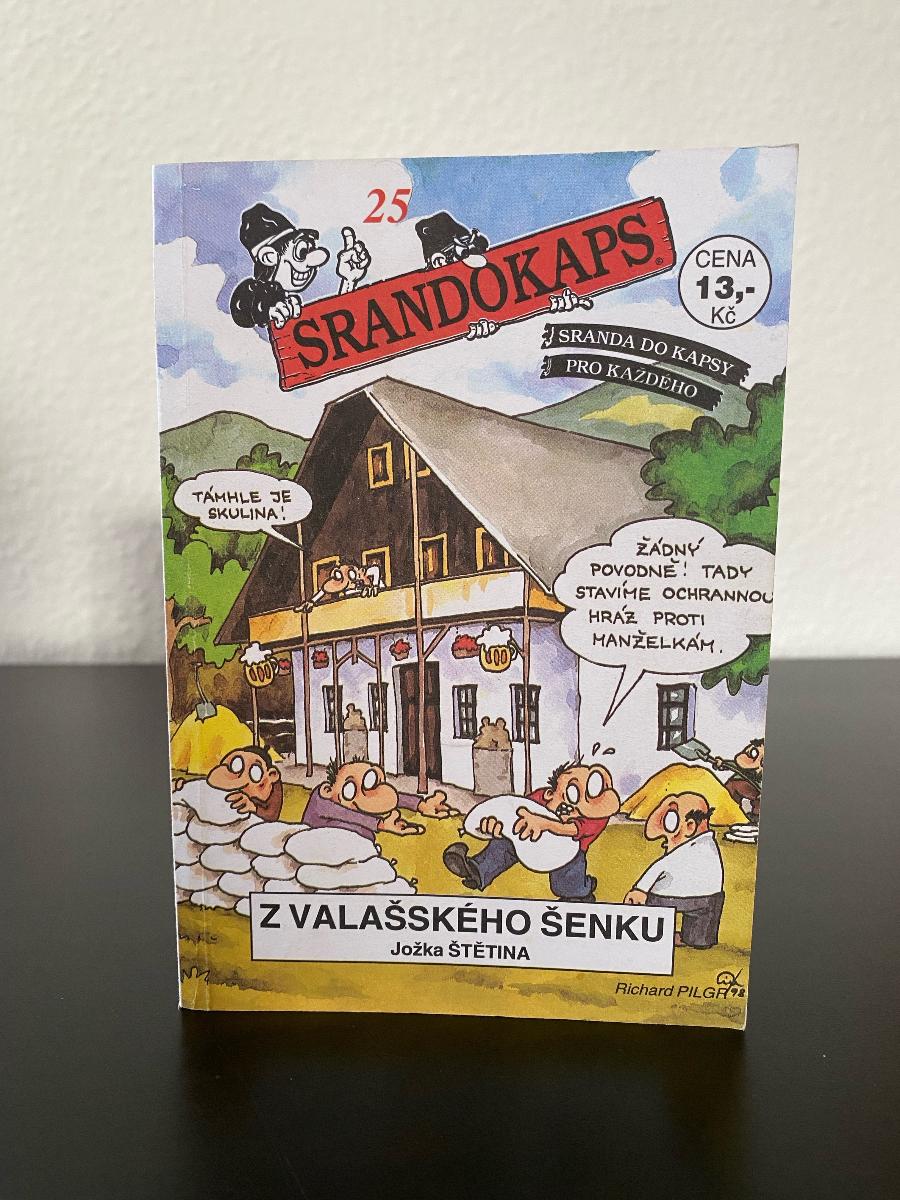 25
SRANDOKAPS
CENA
13,-
Kč
SRANDA DO KAPSY
PRO KAŽDÉHO
TÁMHLE JE
SKULINA!
ŽÁDNÝ
POVODNĚ! TADY
STAVÍME OCHRANNOU
HRÁZ PROTI
MANŽELKÁM.
Z VALAŠSKÉHO ŠENKU
Jožka ŠTĚTINA
Richard PILGR
98